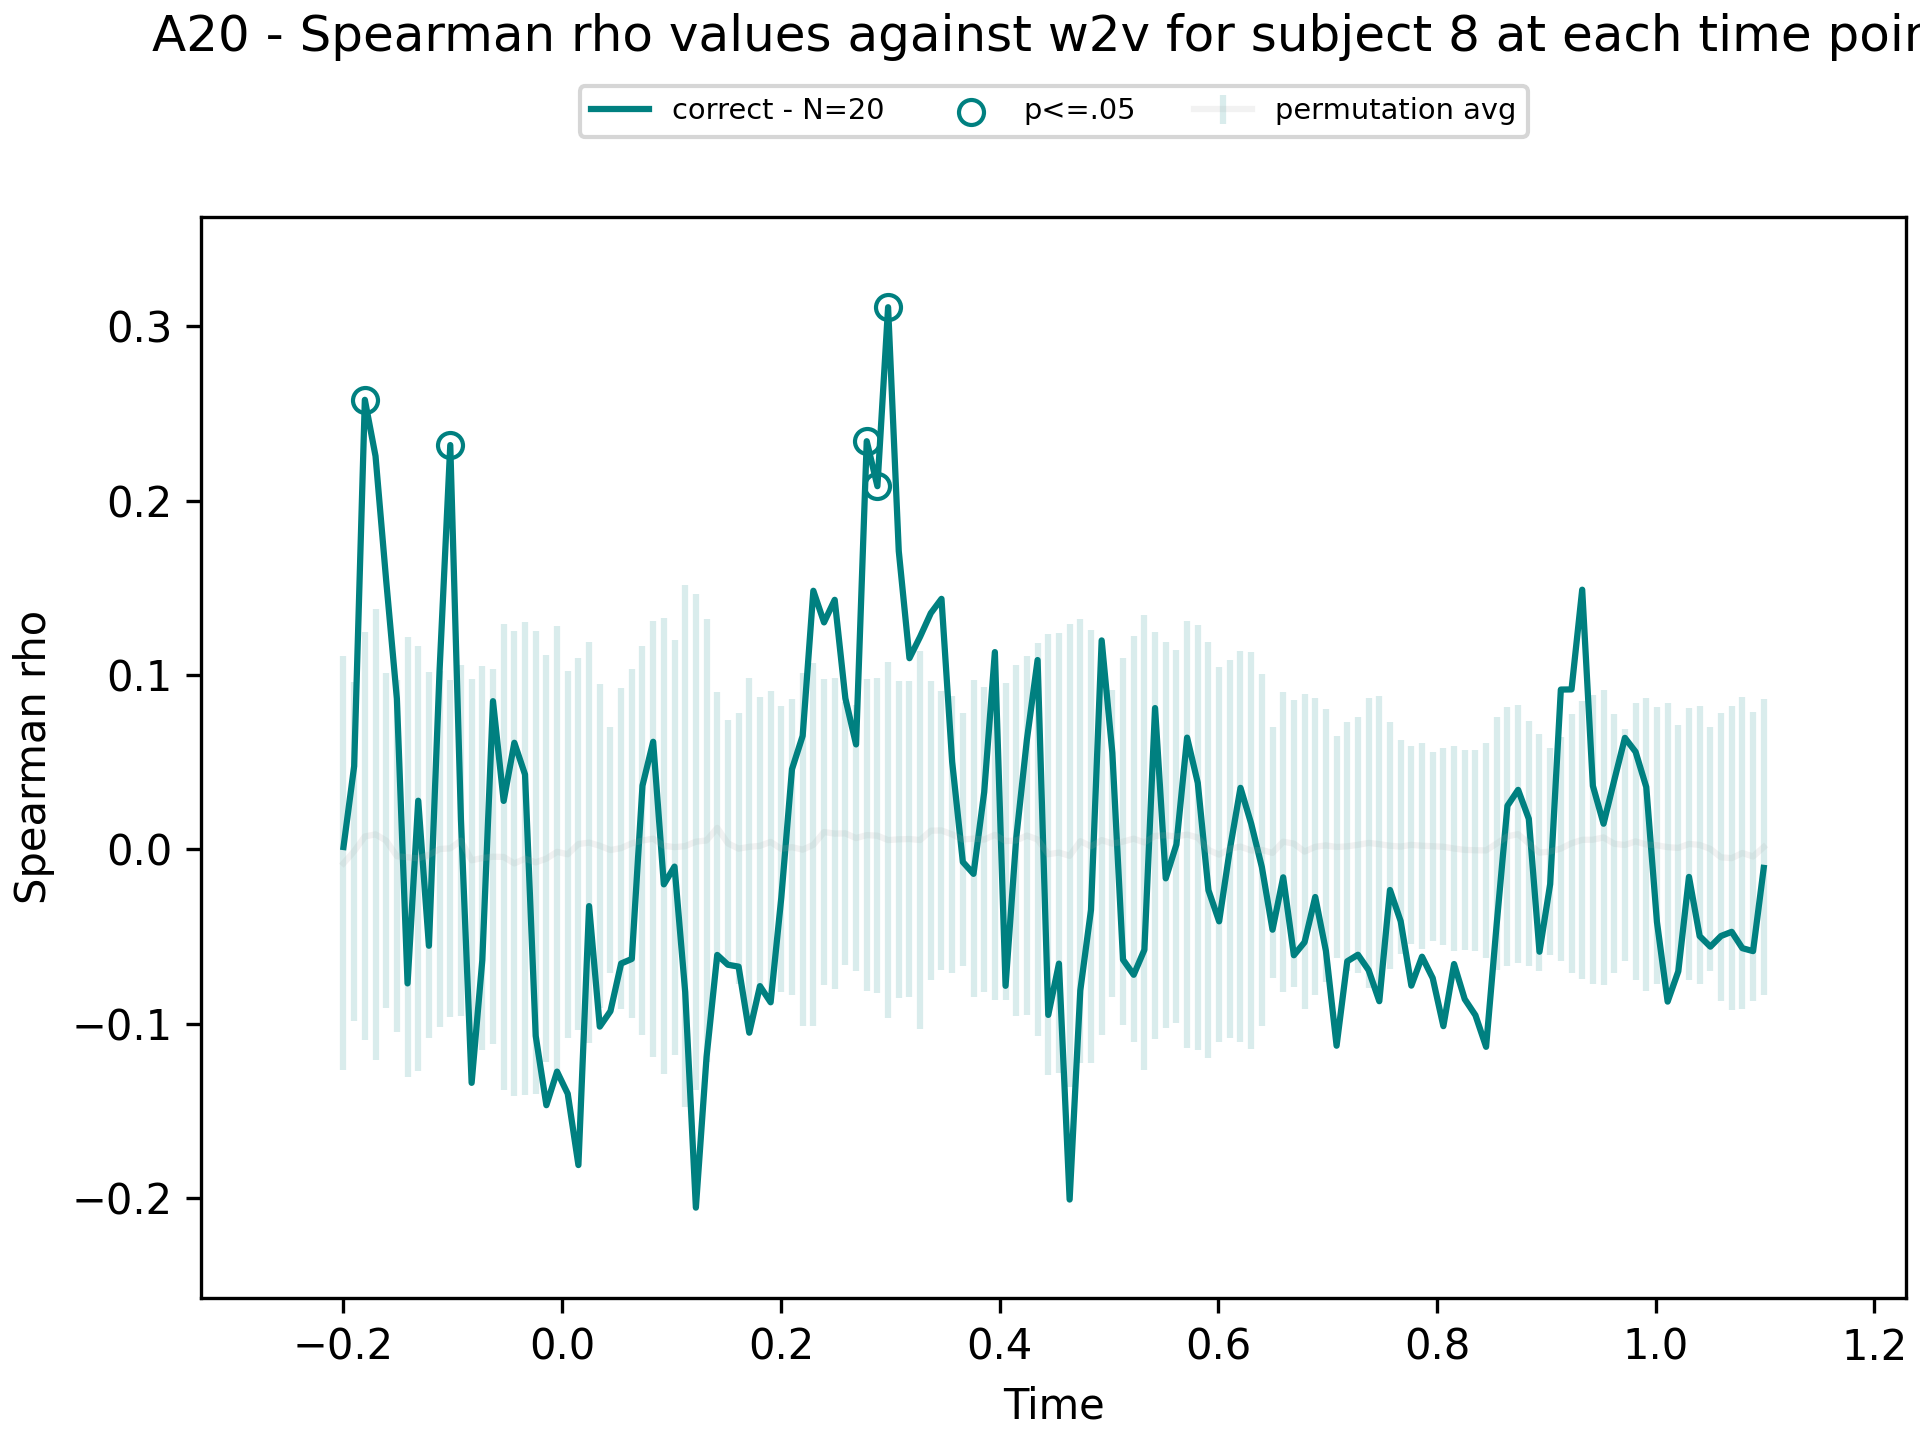 A20 - Spearman rho values against w2v for subject 8 at each time poin
correct - N=20 p<=.05 permutation avg
Spearman rho
0.3
0.2
0.1
0.0
−0.1
−0.2
−0.2 0.0 0.2 0.4 0.6 0.8 1.0 1.2
Time